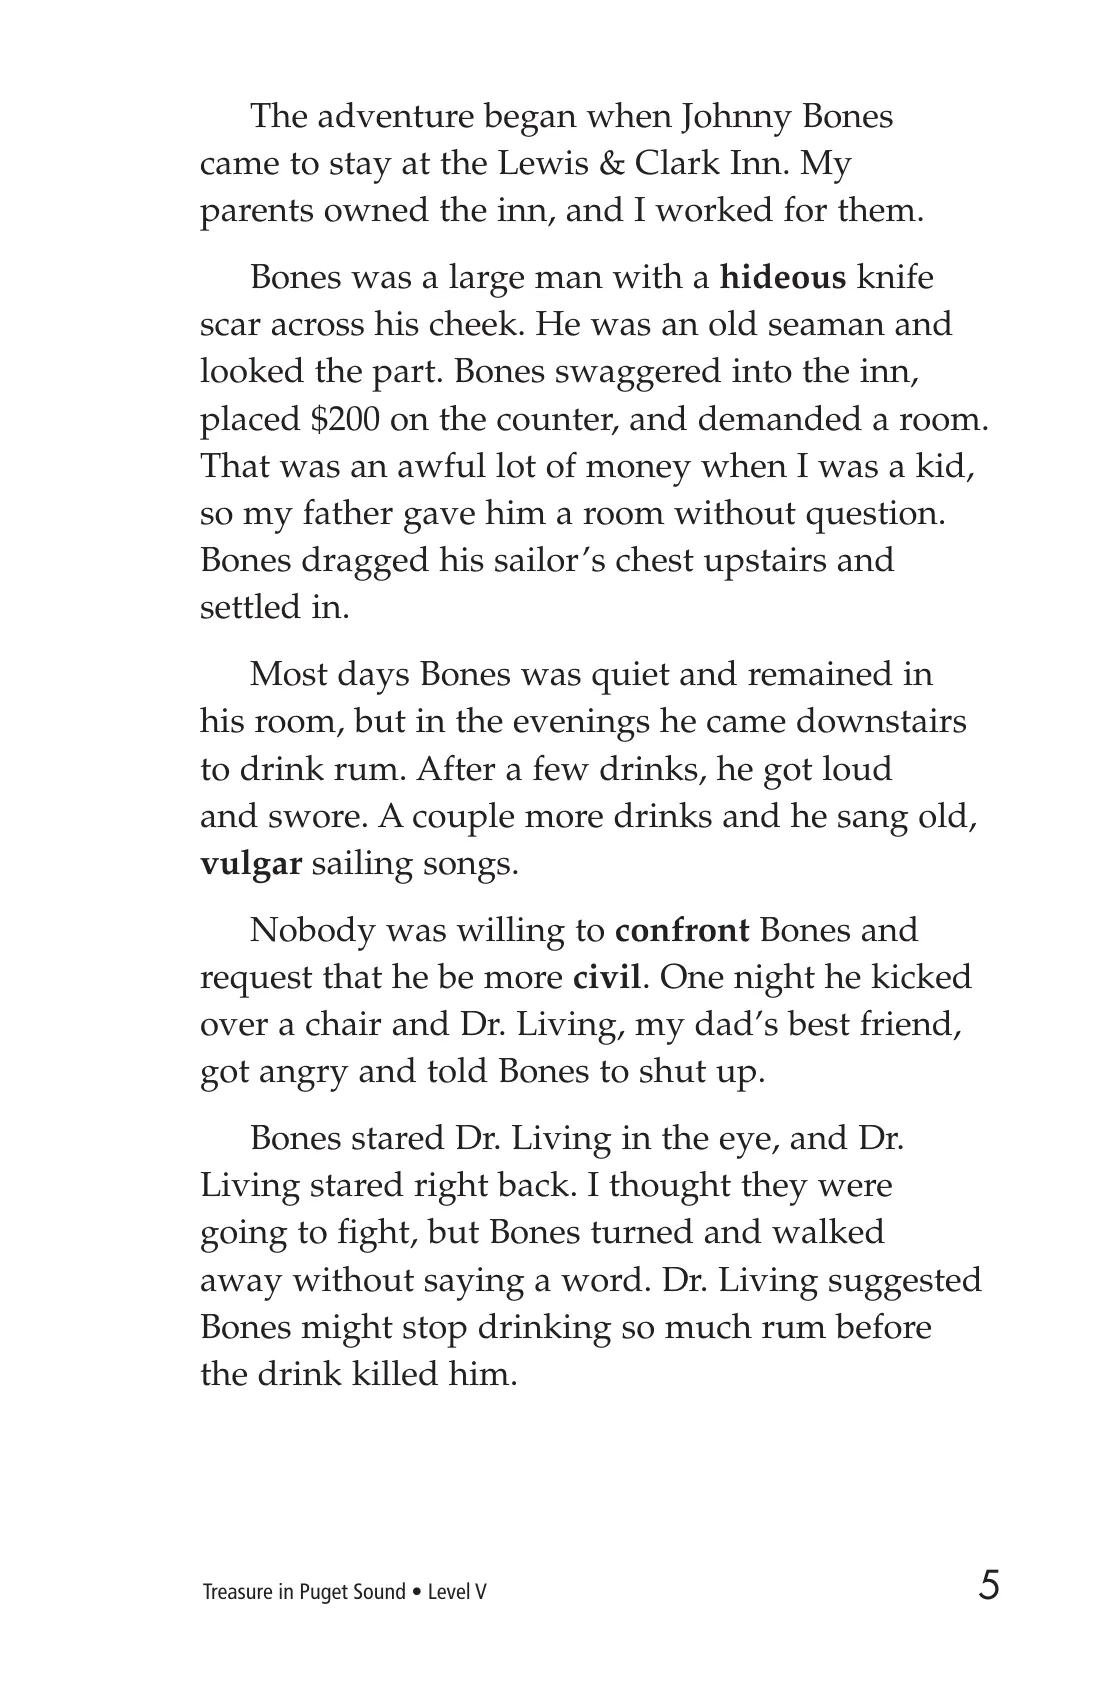 The adventure began when Johnny Bones
came to stay at the Lewis & Clark Inn. My
parents owned the inn, and I worked for them.
Bones was a large man with a hideous knife
scar across his cheek. He was an old seaman and
looked the part. Bones swaggered into the inn,
placed $200 on the counter, and demanded a room.
That was an awful lot of money when I was a kid,
so my father gave him a room without question.
Bones dragged his sailor’s chest upstairs and
settled in.
Most days Bones was quiet and remained in
his room, but in the evenings he came downstairs
to drink rum. After a few drinks, he got loud
and swore. A couple more drinks and he sang old,
vulgar sailing songs.
Nobody was willing to confront Bones and
request that he be more civil. One night he kicked
over a chair and Dr. Living, my dad’s best friend,
got angry and told Bones to shut up.
Bones stared Dr. Living in the eye, and Dr.
Living stared right back. I thought they were
going to fight, but Bones turned and walked
away without saying a word. Dr. Living suggested
Bones might stop drinking so much rum before
the drink killed him.
Treasure in Puget Sound • Level V 5